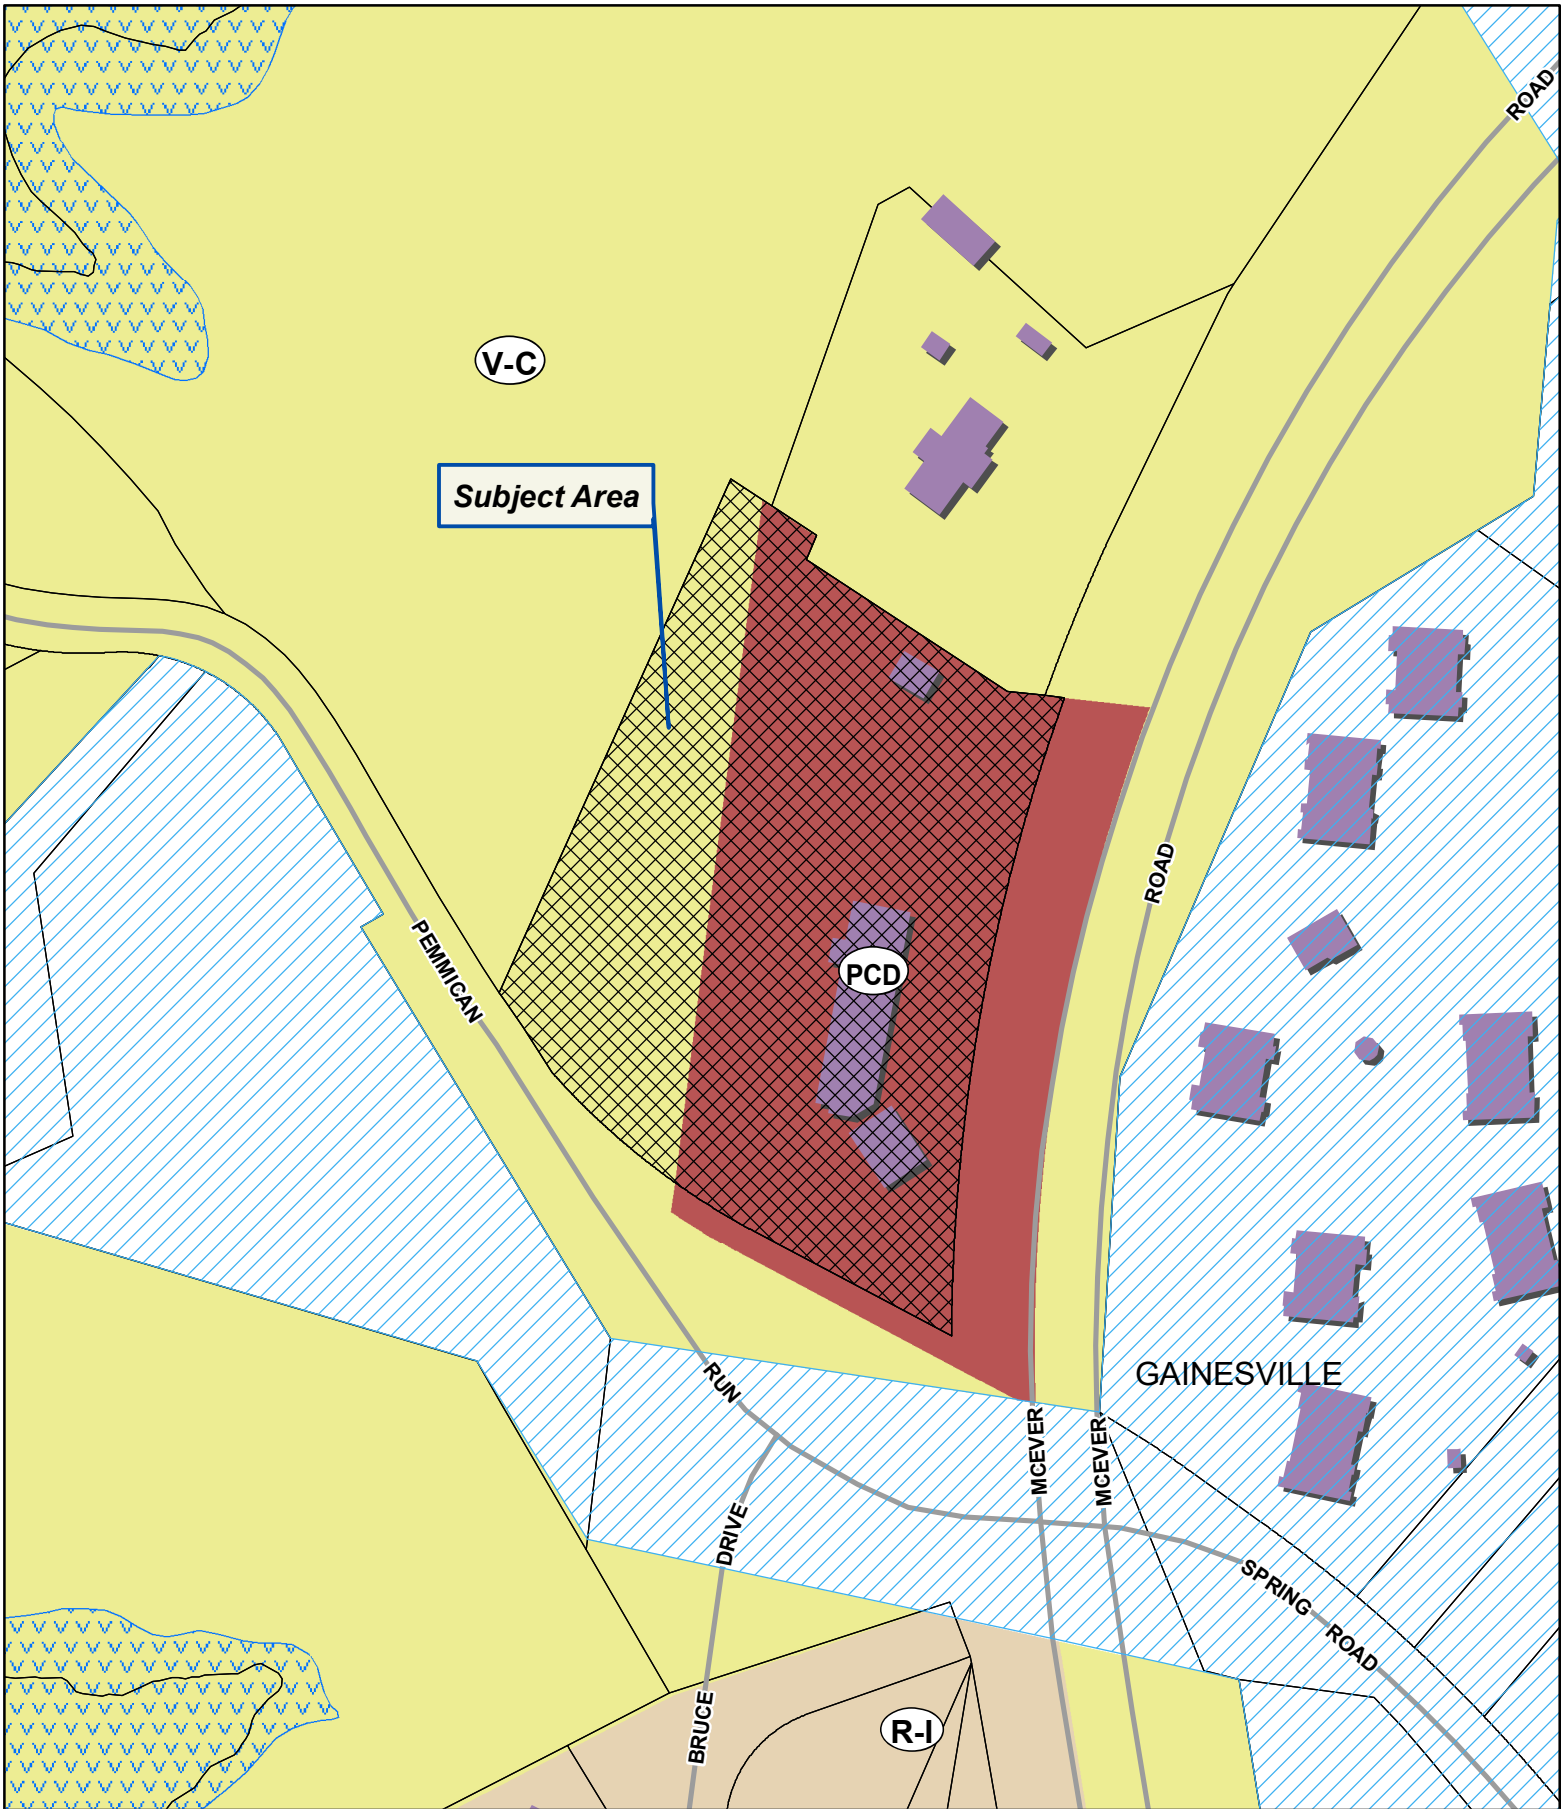 ROAD
V-C
Subject Area
ROAD
PEMMICAN
PCD
RUN
GAINESVILLE
MCEVER
MCEVER
DRIVE
SPRING
ROAD
BRUCE
R-I